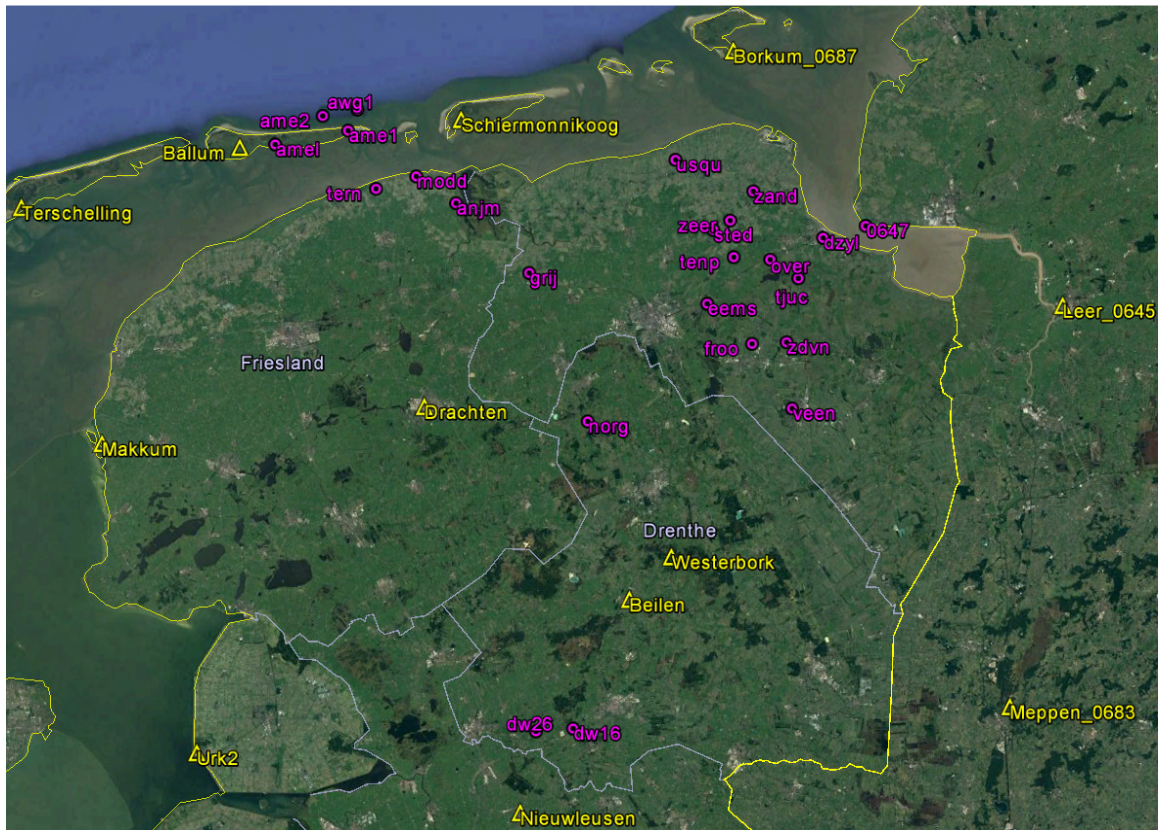 Borkum_0687
awg1
ame2
Schiermonnikoog
ame1
amel
Ballum
usqu
modd
tern
zand
anjm
Terschelling
zeer
sted
0647
dzyl
tenp
over
grij
tjuc
eems
Leer_0645
froo
zdvn
Friesland
Drachten
veen
norg
Makkum
Drenthe
Westerbork
Beilen
Meppen_0683
dw26
dw16
Urk2
Nieuwleusen